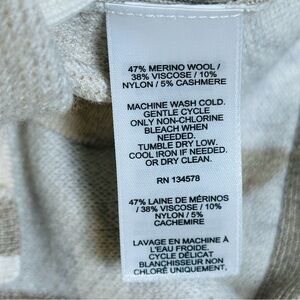 47% MERINO WOOL /
38% VISCOSE / 10%
NYLON / 5% CASHMERE
MACHINE WASH COLD.
GENTLE CYCLE
ONLY NON-CHLORINE
BLEACH WHEN
NEEDED.
TUMBLE DRY LOW.
COOL IRON IF NEEDED.
OR DRY CLEAN.
RN 134578
47% LAINE DE MÉRINOS
/ 38% VISCOSE / 10%
NYLON / 5%
CACHEMIRE
LAVAGE EN MACHINE À
L'EAU FROIDE.
CYCLE DÉLICAT
BLANCHISSEUR NON
CHLORÉ UNIQUEMENT.